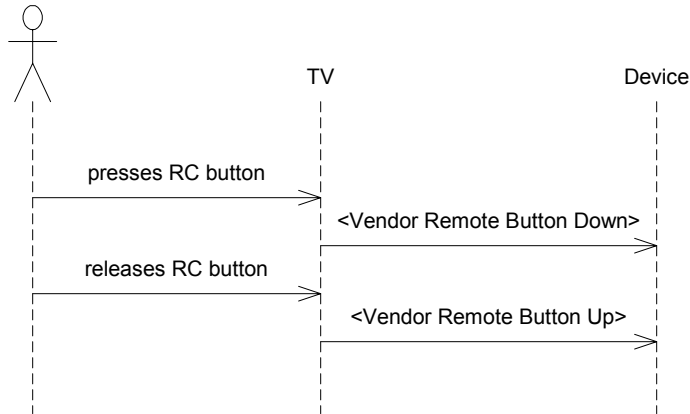 TV
Device
presses RC button
<Vendor Remote Button Down>
releases RC button
<Vendor Remote Button Up>